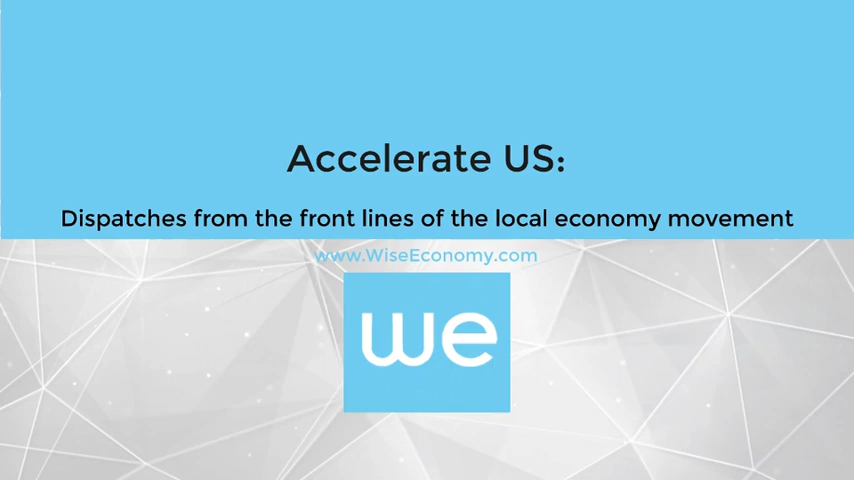 Accelerate US:
Dispatches from the front lines of the local economy movement
www.WiseEconomy.com
we